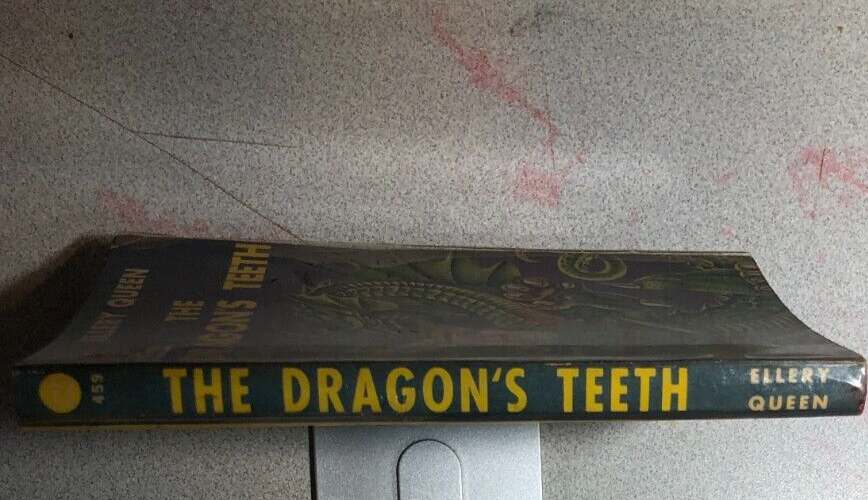 ELLERY QUEEN
THE
DRAGON'S TEETH
459
THE DRAGON'S TEETH
ELLERY
QUEEN